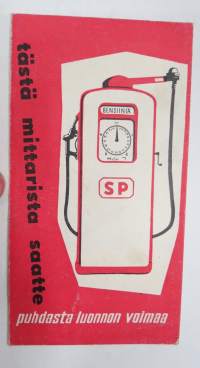 tästä mittarista saatte
BENSIINIA
SP
puhdasta luonnon voimaa